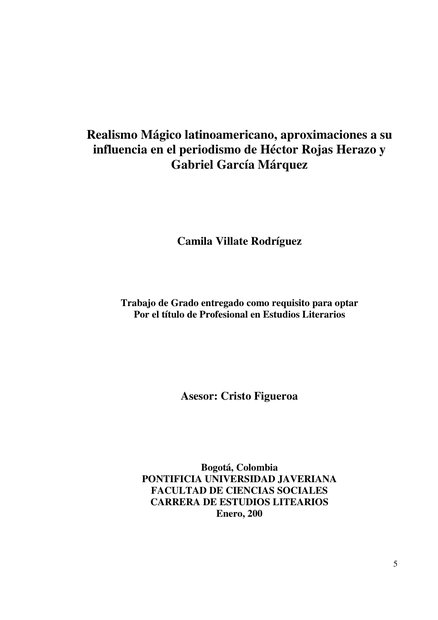 Realismo Mágico latinoamericano, aproximaciones a su
influencia en el periodismo de Héctor Rojas Herazo y
Gabriel García Márquez
Camila Villate Rodríguez
Trabajo de Grado entregado como requisito para optar
Por el título de Profesional en Estudios Literarios
Asesor: Cristo Figueroa
Bogotá, Colombia
PONTIFICIA UNIVERSIDAD JAVERIANA
FACULTAD DE CIENCIAS SOCIALES
CARRERA DE ESTUDIOS LITEARIOS
Enero, 200
5